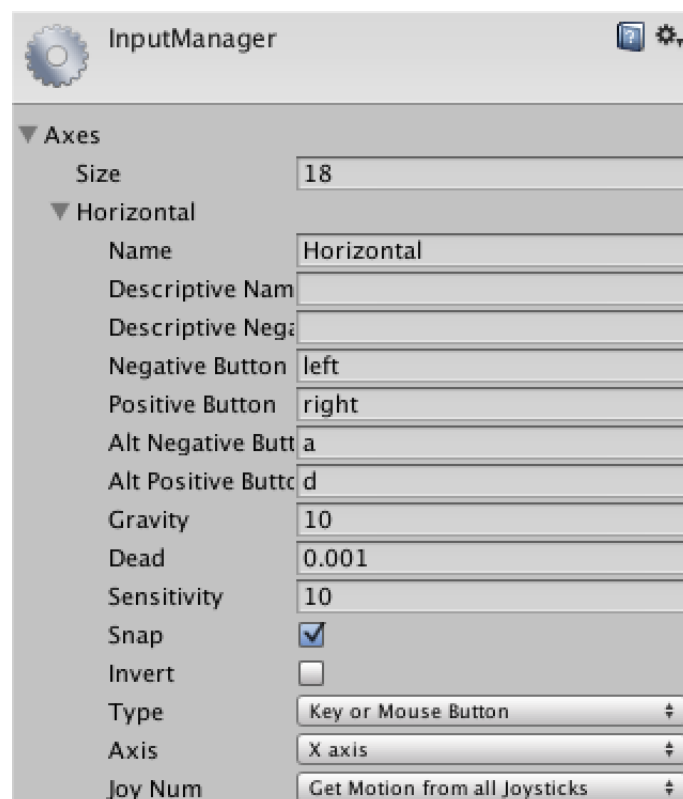 InputManager
Axes
Size 18
Horizontal
Name Horizontal
Descriptive Nam
Descriptive Nega
Negative Button left
Positive Button right
Alt Negative Butt a
Alt Positive Butto d
Gravity 10
Dead 0.001
Sensitivity 10
Snap
Invert
Type Key or Mouse Button
Axis X axis
Joy Num Get Motion from all Joysticks